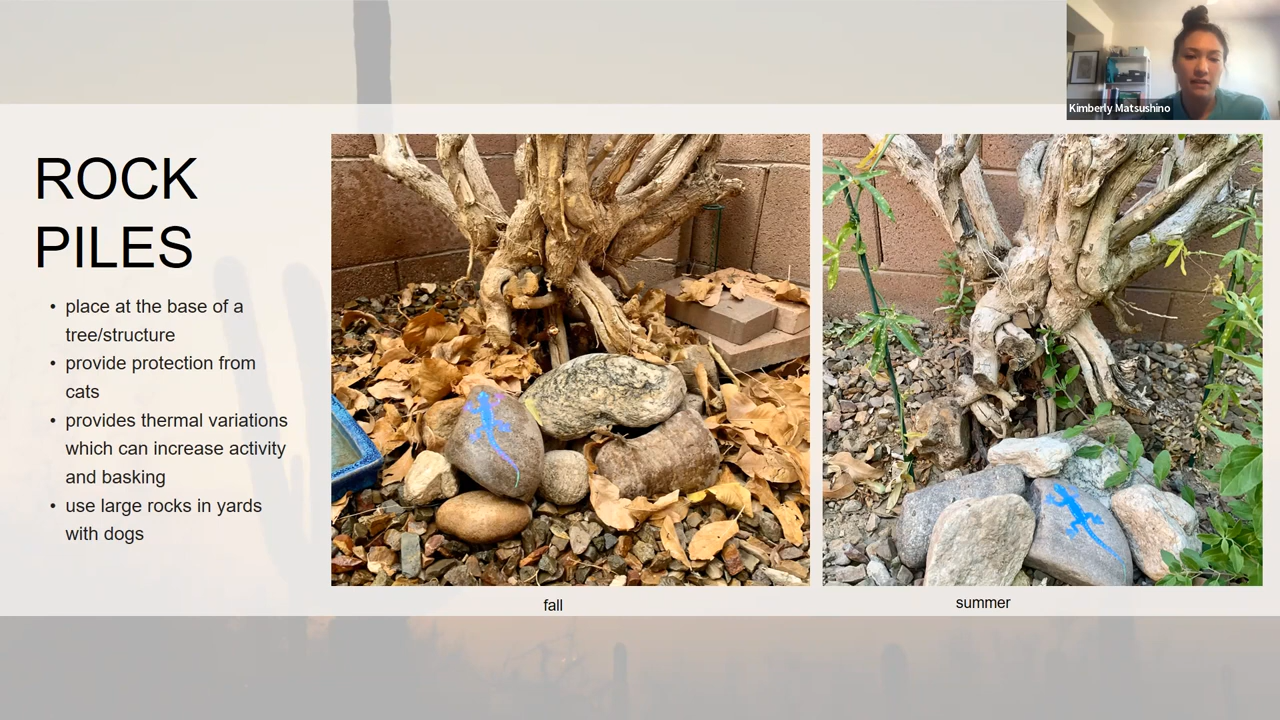 Kimberly Matsushino
ROCK
PILES
• place at the base of a
tree/structure
• provide protection from
cats
• provides thermal variations
which can increase activity
and basking
• use large rocks in yards
with dogs
fall
summer